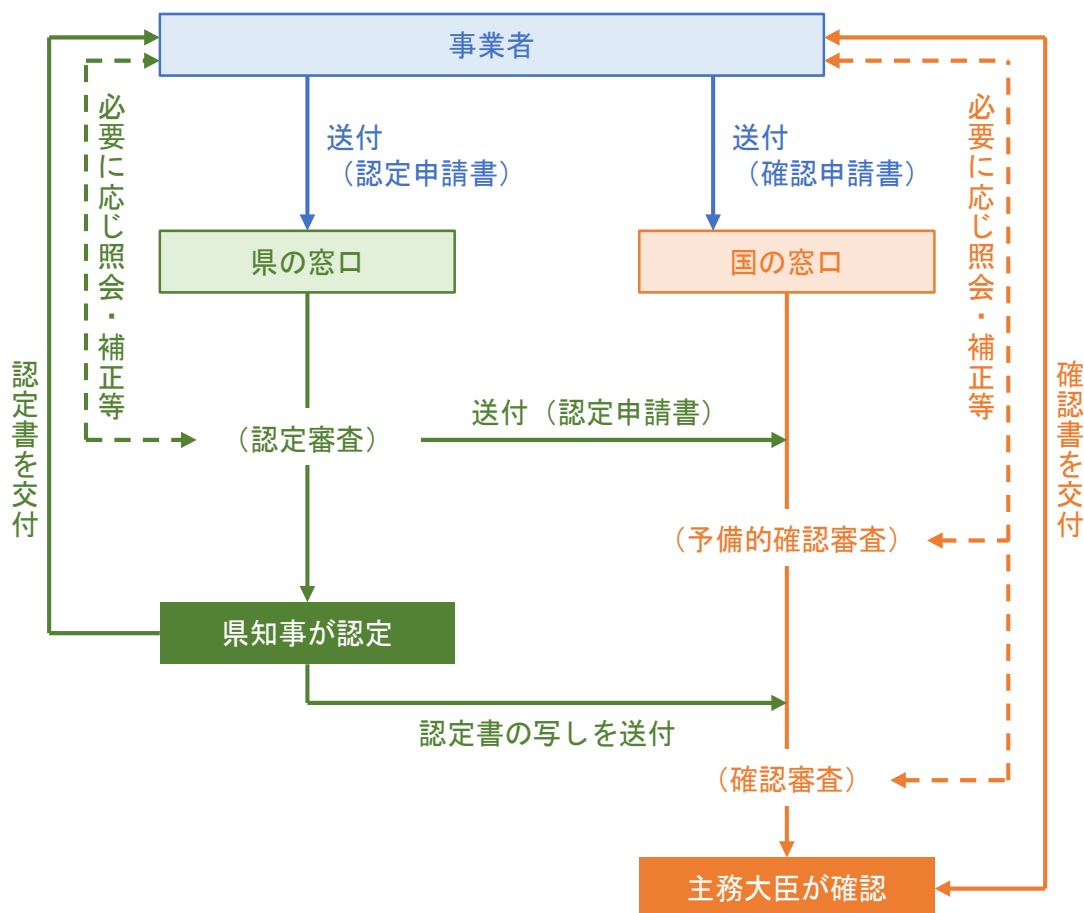 事業者
送付
（認定申請書）
送付
（確認申請書）
必要に応じ照会・補正等
必要に応じ照会・補正等
県の窓口
国の窓口
認定書を交付
確認書を交付
（認定審査）
送付（認定申請書）
（予備的確認審査）
県知事が認定
認定書の写しを送付
（確認審査）
主務大臣が確認